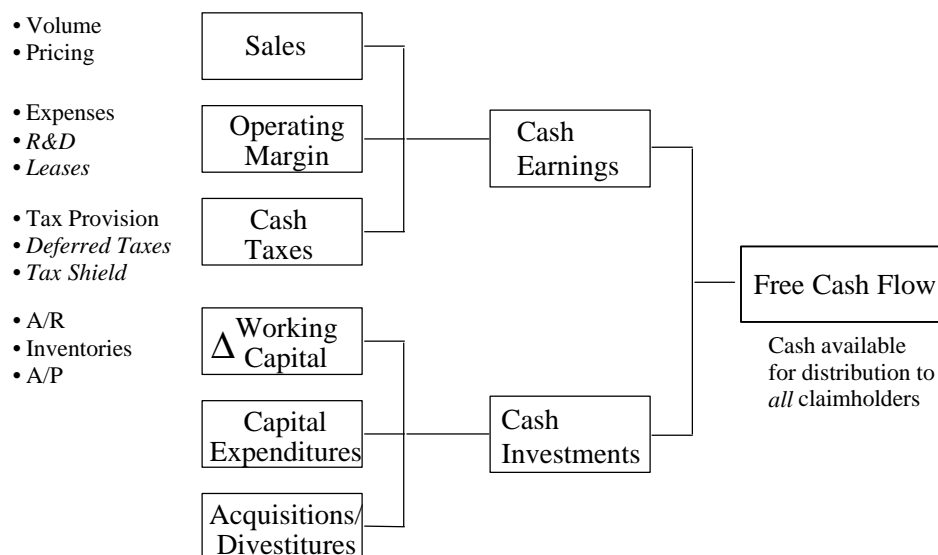 • Volume
• Pricing
Sales
• Expenses
• R&D
• Leases
Operating
Margin
Cash
Earnings
• Tax Provision
• Deferred Taxes
• Tax Shield
Cash
Taxes
Free Cash Flow
Cash available
for distribution to
all claimholders
• A/R
• Inventories
• A/P
Δ Working
Capital
Capital
Expenditures
Cash
Investments
Acquisitions/
Divestitures